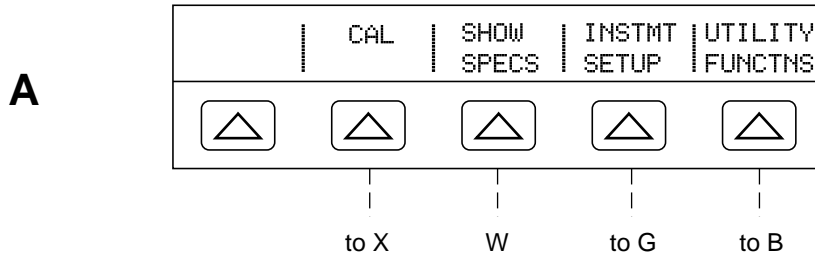 CAL SHOW INSTMT UTILITY
SPECS SETUP FUNCTNS
A
to X W to G to B